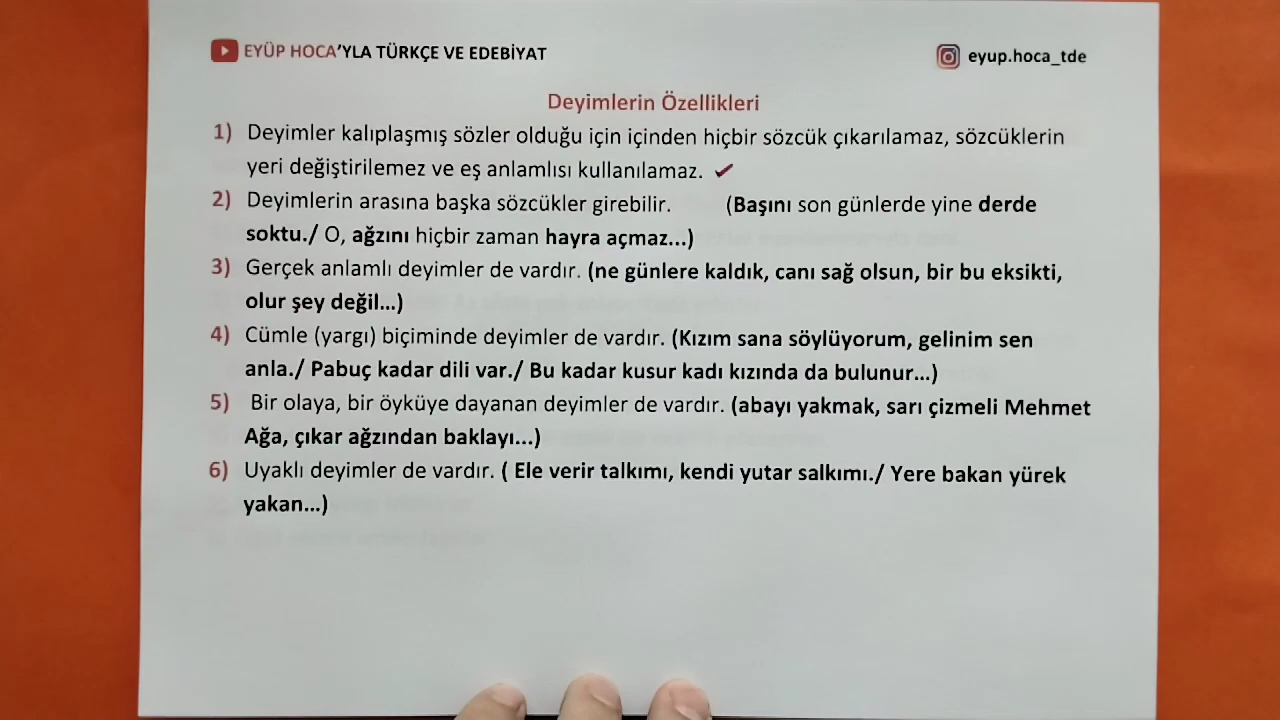 EYÜP HOCA'YLA TÜRKÇE VE EDEBİYAT
eyup.hoca_tde
Deyimlerin Özellikleri
1) Deyimler kalıplaşmış sözler olduğu için içinden hiçbir sözcük çıkarılamaz, sözcüklerin
yeri değiştirilemez ve eş anlamlısı kullanılamaz. ✓
2) Deyimlerin arasına başka sözcükler girebilir. (Başını son günlerde yine derde
soktu./ O, ağzını hiçbir zaman hayra açmaz...)
3) Gerçek anlamlı deyimler de vardır. (ne günlere kaldık, canı sağ olsun, bir bu eksikti,
olur şey değil...)
4) Cümle (yargı) biçiminde deyimler de vardır. (Kızım sana söylüyorum, gelinim sen
anla./ Pabuç kadar dili var./ Bu kadar kusur kadı kızında da bulunur...)
5) Bir olaya, bir öyküye dayanan deyimler de vardır. (abayı yakmak, sarı çizmeli Mehmet
Ağa, çıkar ağzından baklayı...)
6) Uyaklı deyimler de vardır. ( Ele verir talkımı, kendi yutar salkımı./ Yere bakan yürek
yakan...)